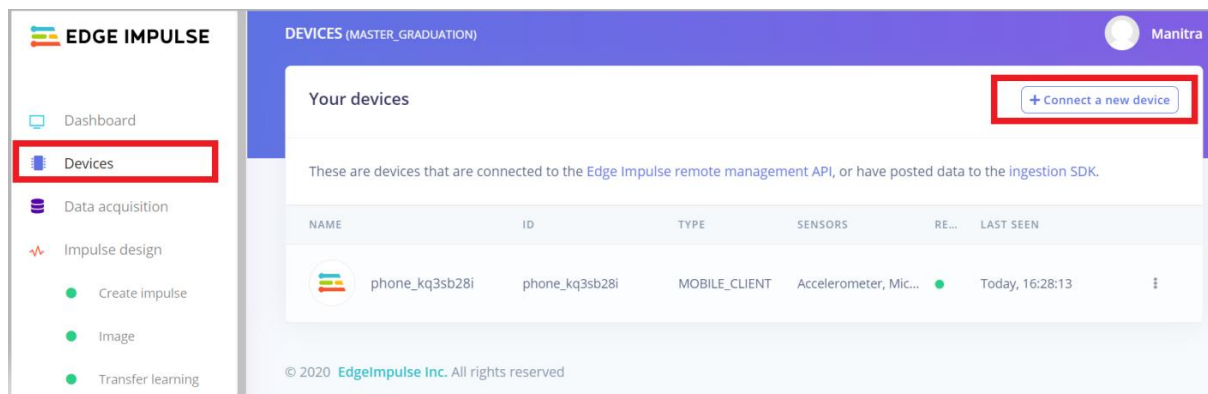 EDGE IMPULSE
Dashboard
Devices
Data acquisition
Impulse design
Create impulse
Image
Transfer learning
DEVICES (MASTER_GRADUATION)
Manitra
Your devices
+ Connect a new device
These are devices that are connected to the Edge Impulse remote management API, or have posted data to the ingestion SDK.
NAME ID TYPE SENSORS RE... LAST SEEN
phone_kq3sb28i phone_kq3sb28i MOBILE_CLIENT Accelerometer, Mic... Today, 16:28:13
© 2020 EdgeImpulse Inc. All rights reserved